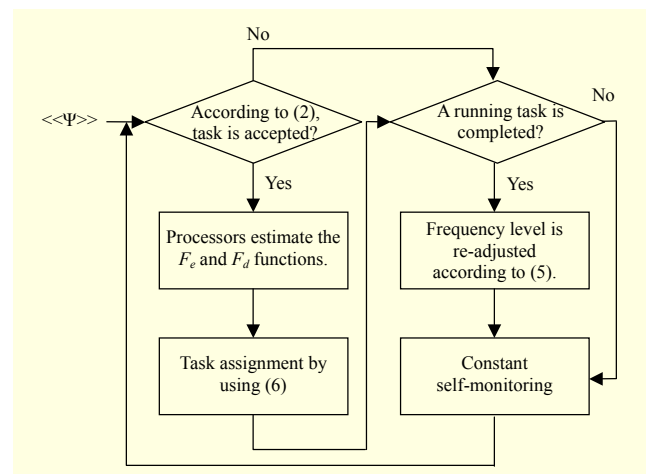 No
<<Ψ>>
According to (2),
task is accepted?
A running task is
completed?
No
Yes
Yes
Processors estimate the
Fe and Fd functions.
Frequency level is
re-adjusted
according to (5).
Task assignment by
using (6)
Constant
self-monitoring